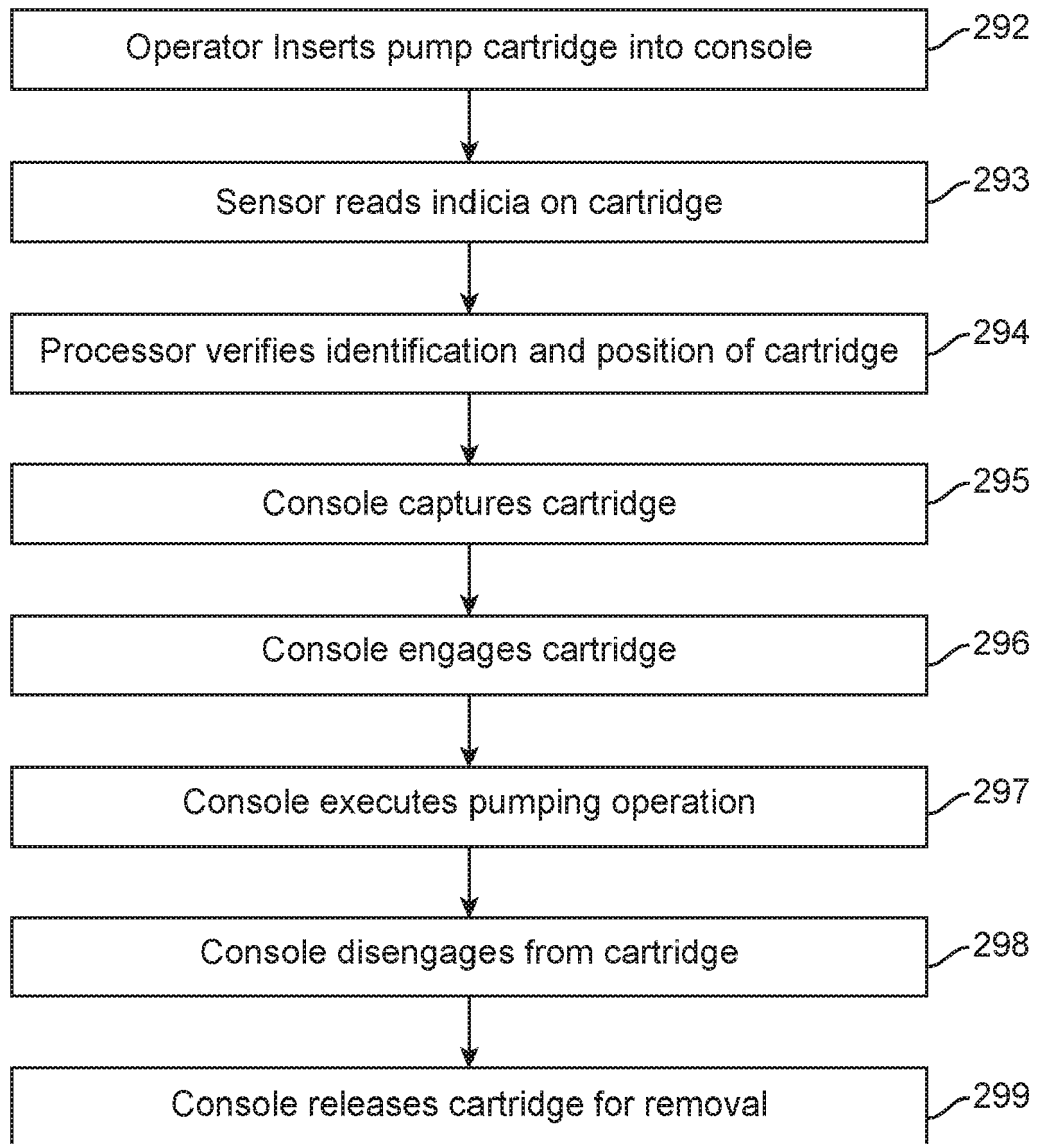 Operator Inserts pump cartridge into console
292
Sensor reads indicia on cartridge
293
Processor verifies identification and position of cartridge
294
Console captures cartridge
295
Console engages cartridge
296
Console executes pumping operation
297
Console disengages from cartridge
298
Console releases cartridge for removal
299